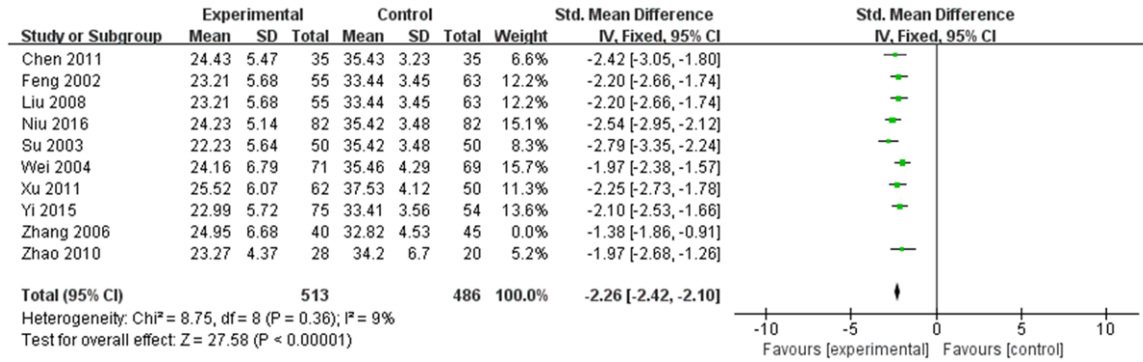 Experimental Control Std. Mean Difference Std. Mean Difference
Study or Subgroup Mean SD Total Mean SD Total Weight IV, Fixed, 95% CI IV, Fixed, 95% CI
Chen 2011 24.43 5.47 35 35.43 3.23 35 6.6% -2.42 [-3.05, -1.80]
Feng 2002 23.21 5.68 55 33.44 3.45 63 12.2% -2.20 [-2.66, -1.74]
Liu 2008 23.21 5.68 55 33.44 3.45 63 12.2% -2.20 [-2.66, -1.74]
Niu 2016 24.23 5.14 82 35.42 3.48 82 15.1% -2.54 [-2.95, -2.12]
Su 2003 22.23 5.64 50 35.42 3.48 50 8.3% -2.79 [-3.35, -2.24]
Wei 2004 24.16 6.79 71 35.46 4.29 69 15.7% -1.97 [-2.38, -1.57]
Xu 2011 25.52 6.07 62 37.53 4.12 50 11.3% -2.25 [-2.73, -1.78]
Yi 2015 22.99 5.72 75 33.41 3.56 54 13.6% -2.10 [-2.53, -1.66]
Zhang 2006 24.95 6.68 40 32.82 4.53 45 0.0% -1.38 [-1.86, -0.91]
Zhao 2010 23.27 4.37 28 34.2 6.7 20 5.2% -1.97 [-2.68, -1.26]
Total (95% CI) 513 486 100.0% -2.26 [-2.42, -2.10]
Heterogeneity: Chi² = 8.75, df = 8 (P = 0.36); I² = 9%
Test for overall effect: Z = 27.58 (P < 0.00001)
-10 -5 0 5 10
Favours [experimental] Favours [control]